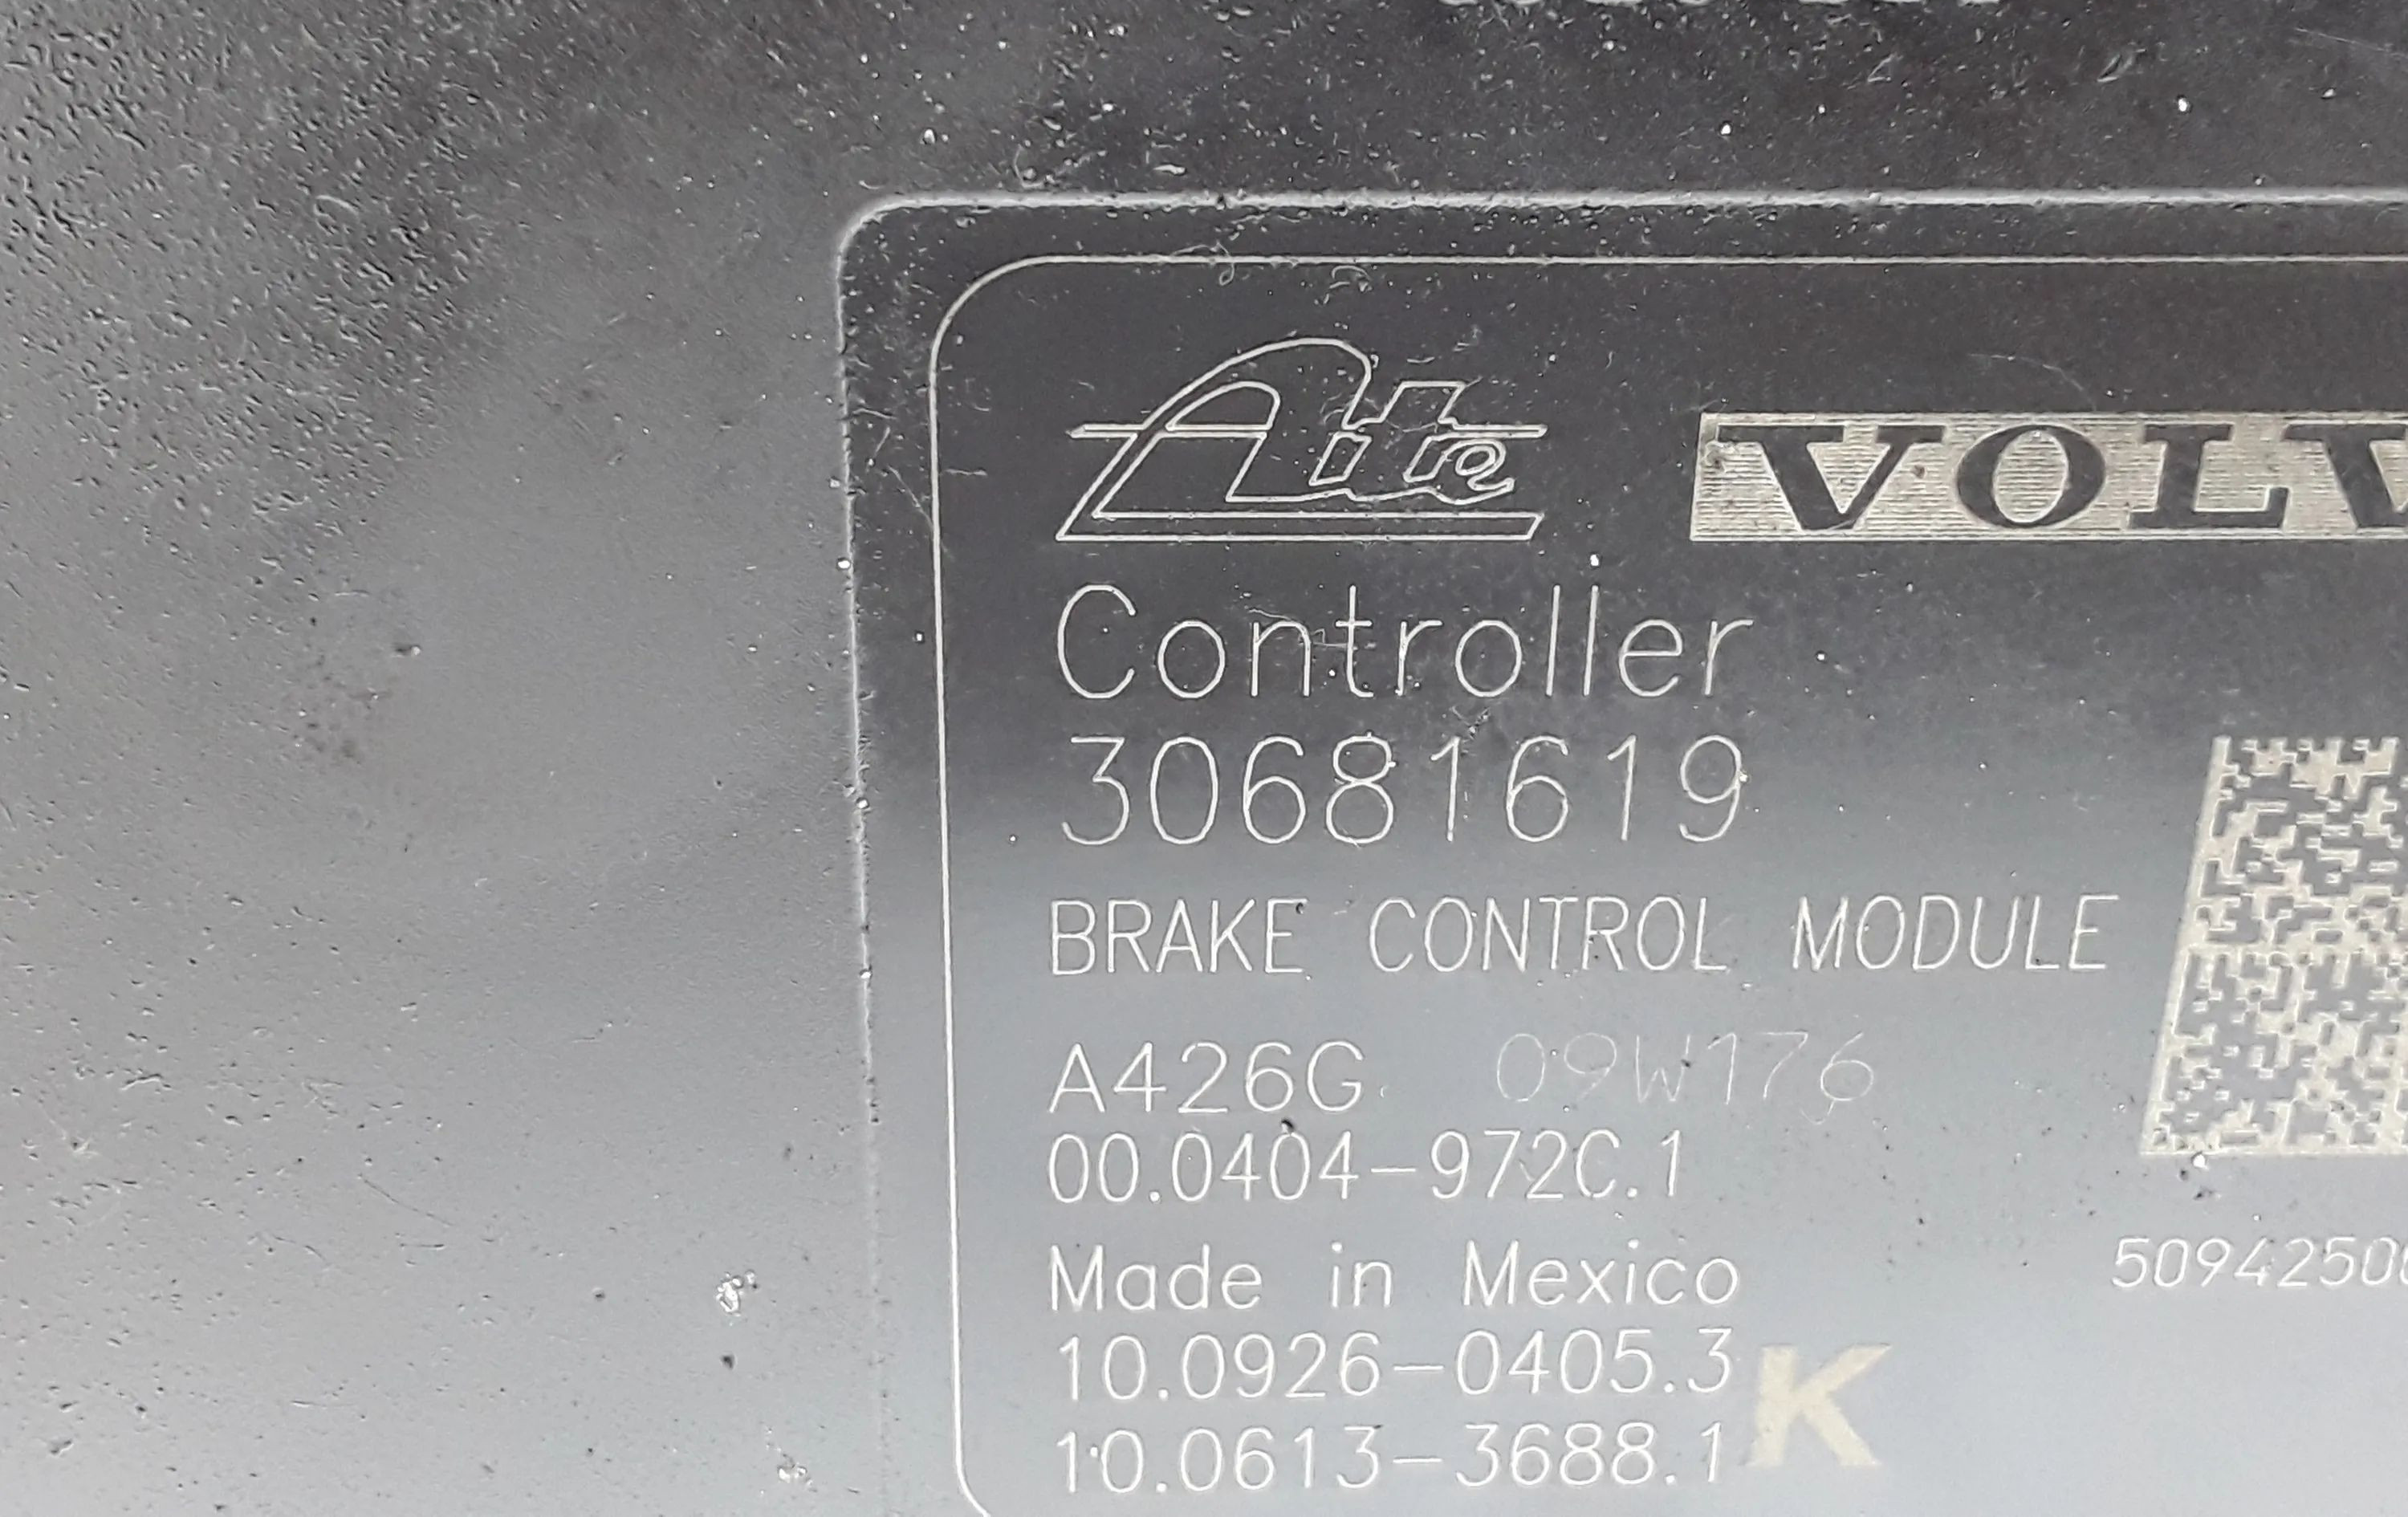 Ate VOLV
Controller
30681619
BRAKE CONTROL MODULE
A426G 09W176
00.0404-972C.1
Made in Mexico
5094250
10.0926-0405.3
10.0613-3688.1 K